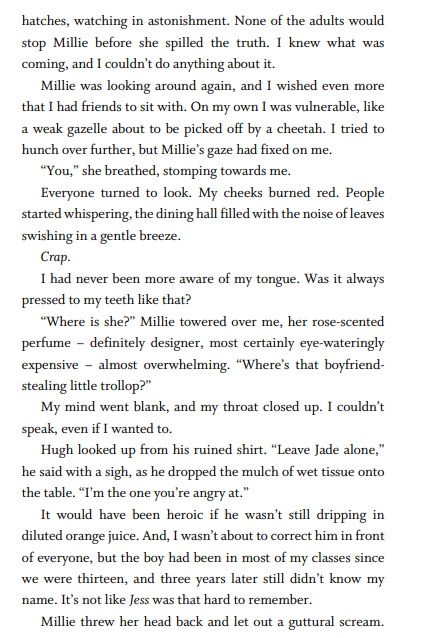 hatches, watching in astonishment. None of the adults would
stop Millie before she spilled the truth. I knew what was
coming, and I couldn’t do anything about it.
Millie was looking around again, and I wished even more
that I had friends to sit with. On my own I was vulnerable, like
a weak gazelle about to be picked off by a cheetah. I tried to
hunch over further, but Millie’s gaze had fixed on me.
“You,” she breathed, stomping towards me.
Everyone turned to look. My cheeks burned red. People
started whispering, the dining hall filled with the noise of leaves
swishing in a gentle breeze.
Crap.
I had never been more aware of my tongue. Was it always
pressed to my teeth like that?
“Where is she?” Millie towered over me, her rose-scented
perfume – definitely designer, most certainly eye-wateringly
expensive – almost overwhelming. “Where’s that boyfriend-
stealing little trollop?”
My mind went blank, and my throat closed up. I couldn’t
speak, even if I wanted to.
Hugh looked up from his ruined shirt. “Leave Jade alone,”
he said with a sigh, as he dropped the mulch of wet tissue onto
the table. “I’m the one you’re angry at.”
It would have been heroic if he wasn’t still dripping in
diluted orange juice. And, I wasn’t about to correct him in front
of everyone, but the boy had been in most of my classes since
we were thirteen, and three years later still didn’t know my
name. It’s not like Jess was that hard to remember.
Millie threw her head back and let out a guttural scream.